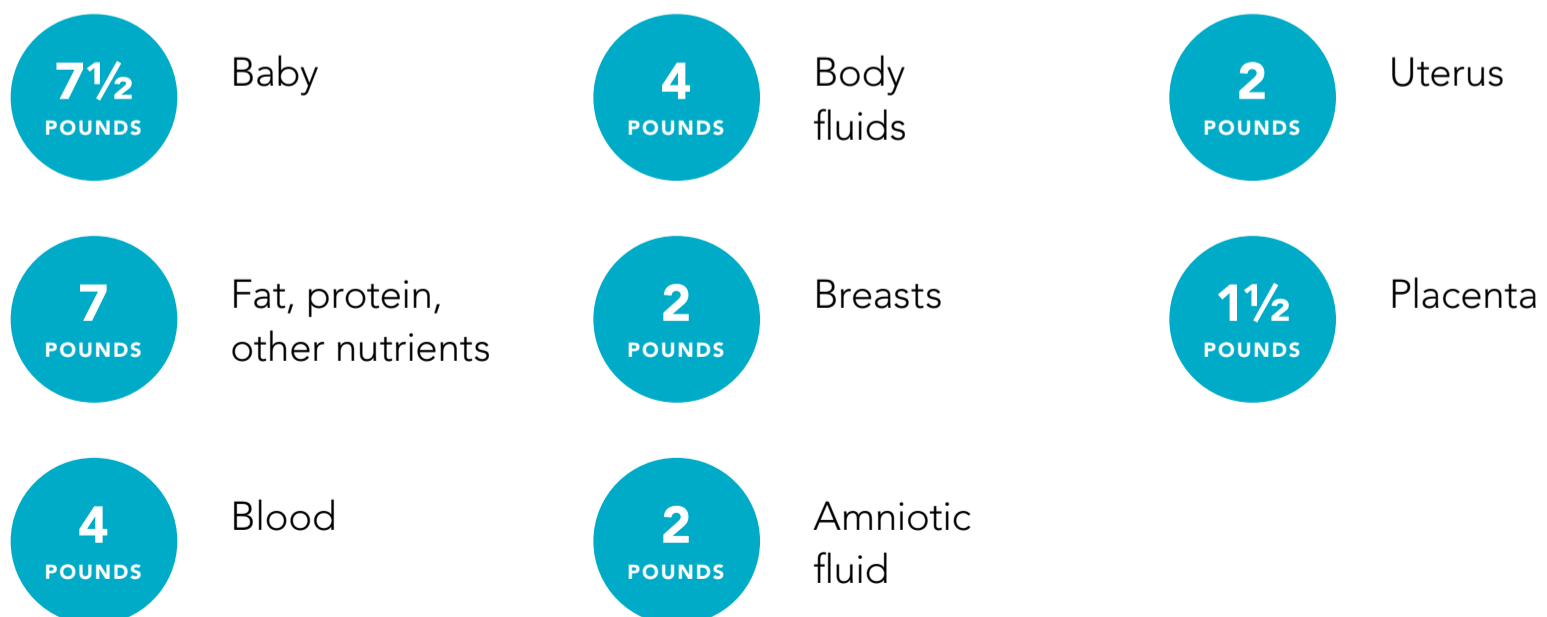 7½
POUNDS
Baby
7
POUNDS
Fat, protein,
other nutrients
4
POUNDS
Blood
4
POUNDS
Body
fluids
2
POUNDS
Breasts
2
POUNDS
Amniotic
fluid
2
POUNDS
Uterus
1½
POUNDS
Placenta